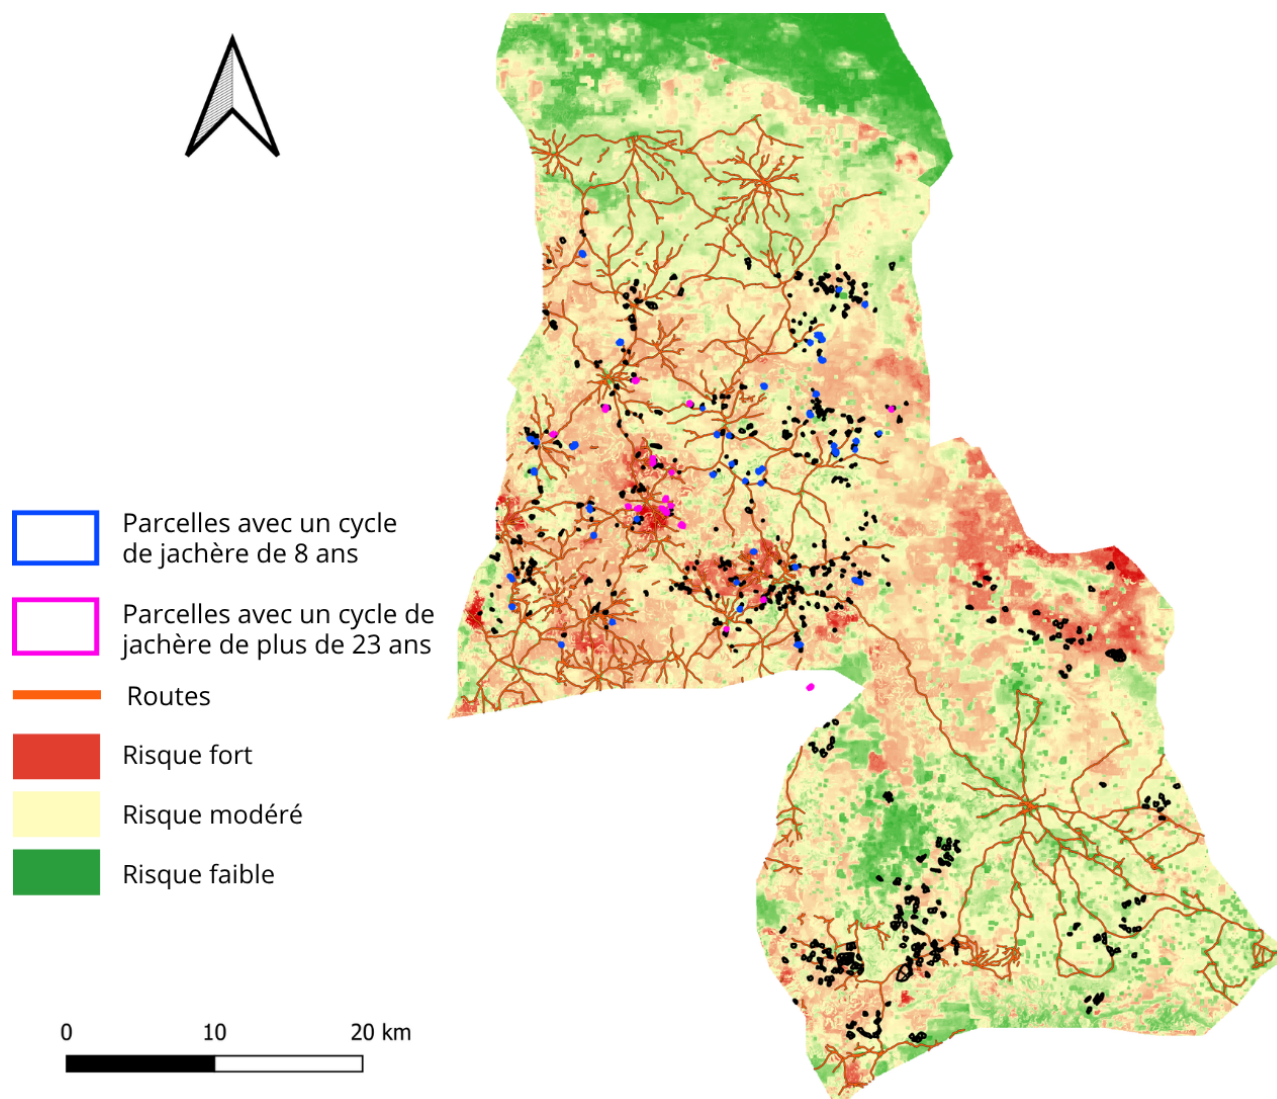 Parcelles avec un cycle
de jachère de 8 ans
Parcelles avec un cycle de
jachère de plus de 23 ans
Routes
Risque fort
Risque modéré
Risque faible
0 10 20 km